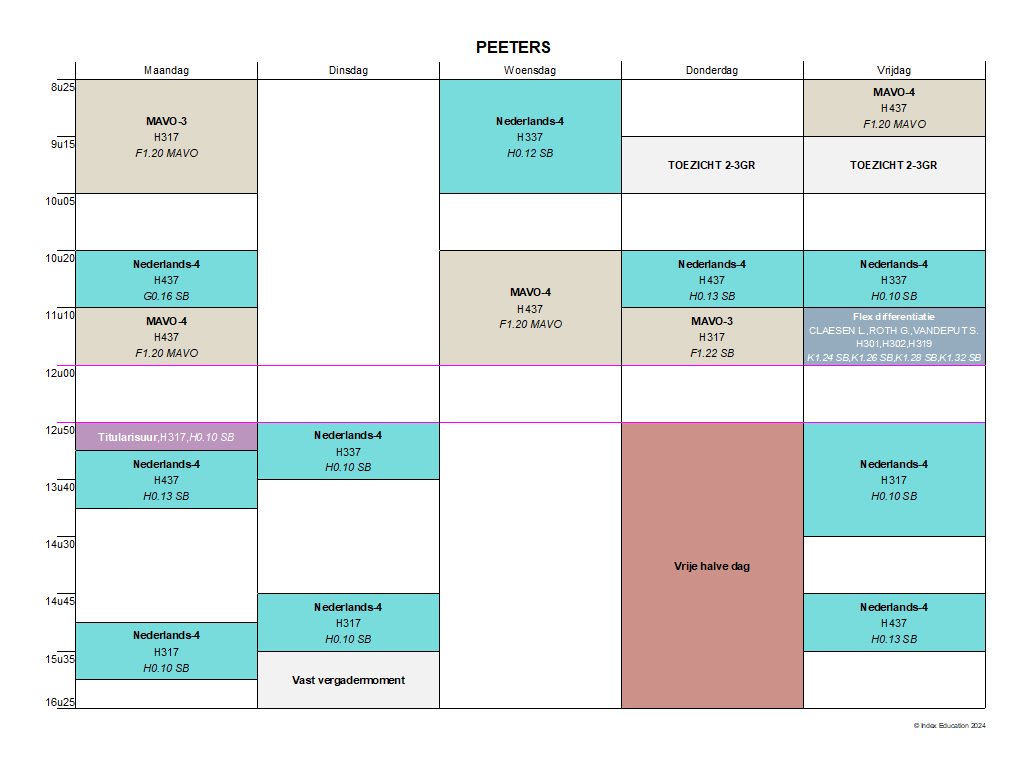 PEETERS
Maandag Dinsdag Woensdag Donderdag Vrijdag
8u25
9u15
10u05
10u20
11u10
12u00
12u50
13u40
14u30
14u45
15u35
16u25
MAVO-3
H317
F1.20 MAVO
Nederlands-4
H437
G0.16 SB
MAVO-4
H437
F1.20 MAVO
Titularisuur,H317,H0.10 SB
Nederlands-4
H437
H0.13 SB
Nederlands-4
H317
H0.10 SB
Nederlands-4
H337
H0.10 SB
Nederlands-4
H317
H0.10 SB
Vast vergadermoment
Nederlands-4
H337
H0.12 SB
MAVO-4
H437
F1.20 MAVO
TOEZICHT 2-3GR
Nederlands-4
H437
H0.13 SB
MAVO-3
H317
F1.22 SB
Vrije halve dag
MAVO-4
H437
F1.20 MAVO
TOEZICHT 2-3GR
Nederlands-4
H337
H0.10 SB
Flex differentiatie
CLAESEN L.,ROTH G.,VANDEPUT S.
H301,H302,H319
K1.24 SB,K1.26 SB,K1.28 SB,K1.32 SB
Nederlands-4
H317
H0.10 SB
Nederlands-4
H437
H0.13 SB
© Index Education 2024